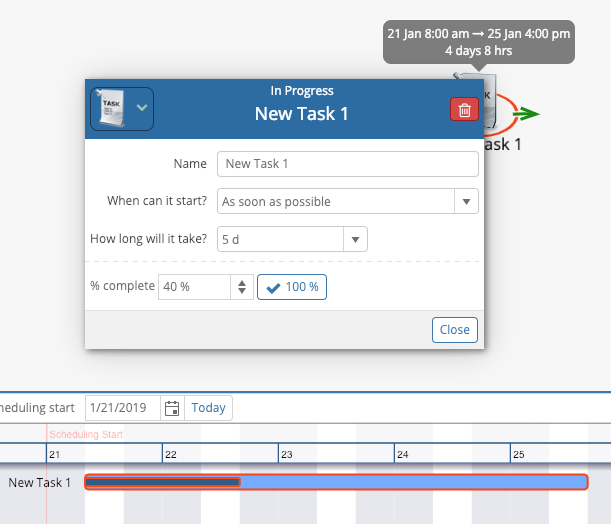 21 Jan 8:00 am → 25 Jan 4:00 pm
4 days 8 hrs
In Progress
TASK
New Task 1
K
ask 1
Name
New Task 1
When can it start?
As soon as possible
How long will it take?
5 d
% complete
40 %
100 %
Close
heduling start
1/21/2019
Today
Scheduling Start
21
22
23
24
25
New Task 1